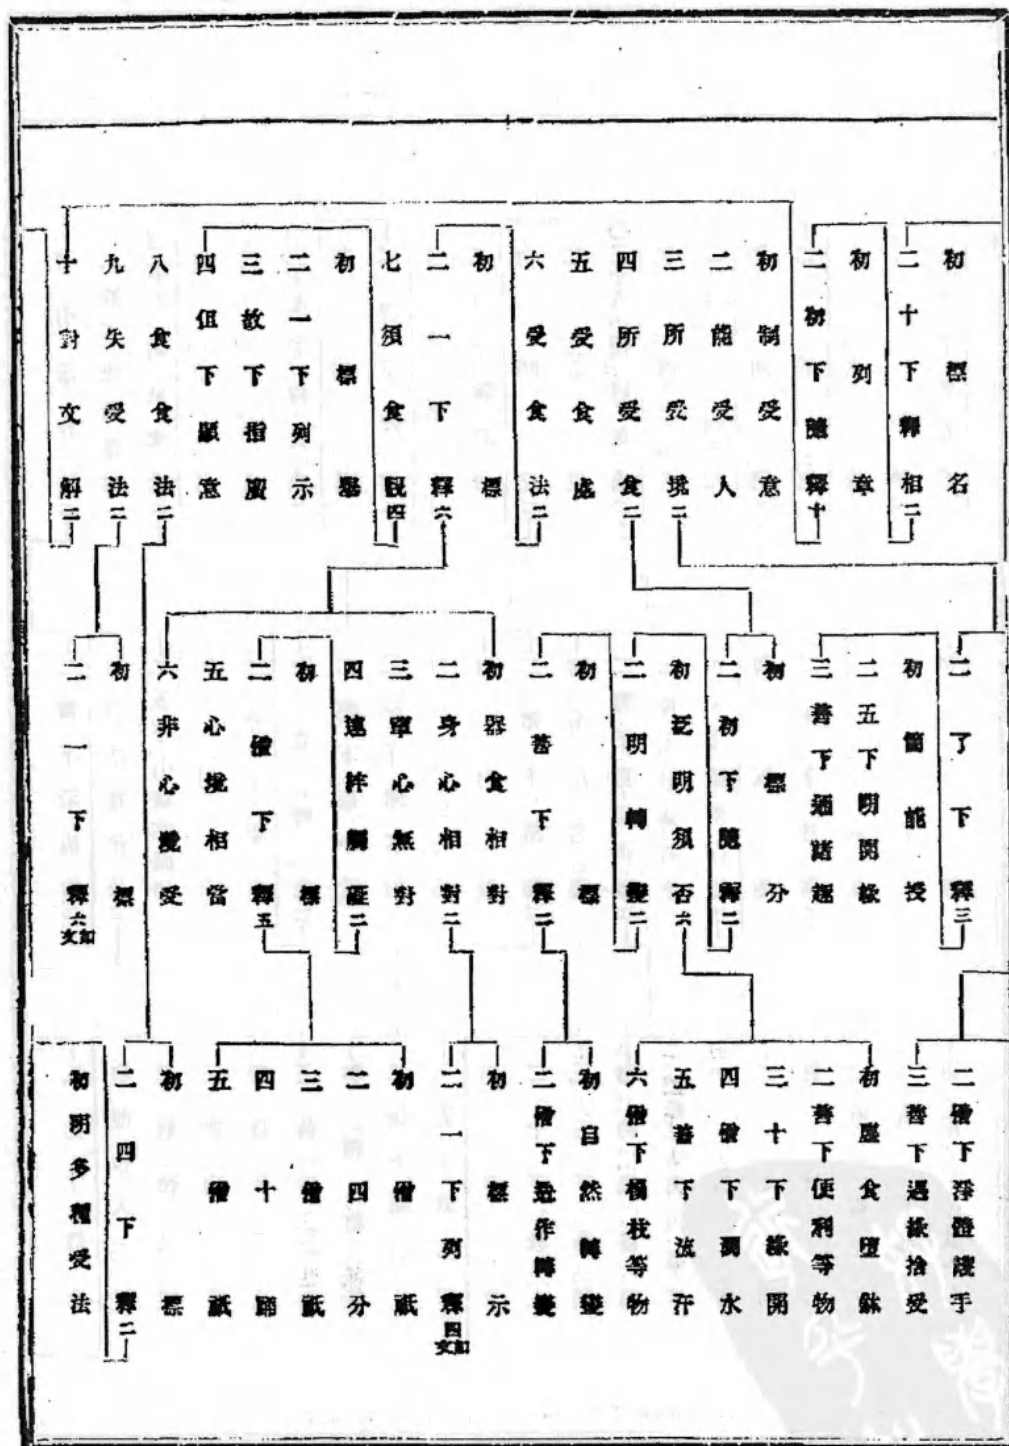 初標名
二十下釋相二
初列章
二初下隨釋十
初制受意
二能受人
三所受境二
四所受食二
五受食處
六受食法二
初標
二一下釋六
七須食觀四
初標舉
二一下列示
三故下指廣
四但下顯意
八食食法二
九失受法二
十對文解二
二了下釋三
初簡能授
二五下明開緣
三善下通諸趣
初標分
二初下隨釋二
初泛明須否六
二明轉變二
初標
二善下釋二
初器食相對
二身心相對二
三單心無對
四違絆觸誑二
初標
二僧下釋五
五心境相當
六非心愛受
初標
二一下釋六如文
二僧下淨澄護手
三善下遇緣捨受
初塵食墮鉢
二善下便利等物
三十下緣開
四僧下濁水
五善下流汗
六僧下楊枝等物
初自然轉變
二僧下造作轉變
初標示
二一下列釋四如文
初僧祇
二四分
三僧祇
四十誦
五僧祇
初標
二四下釋二
初明多種受法